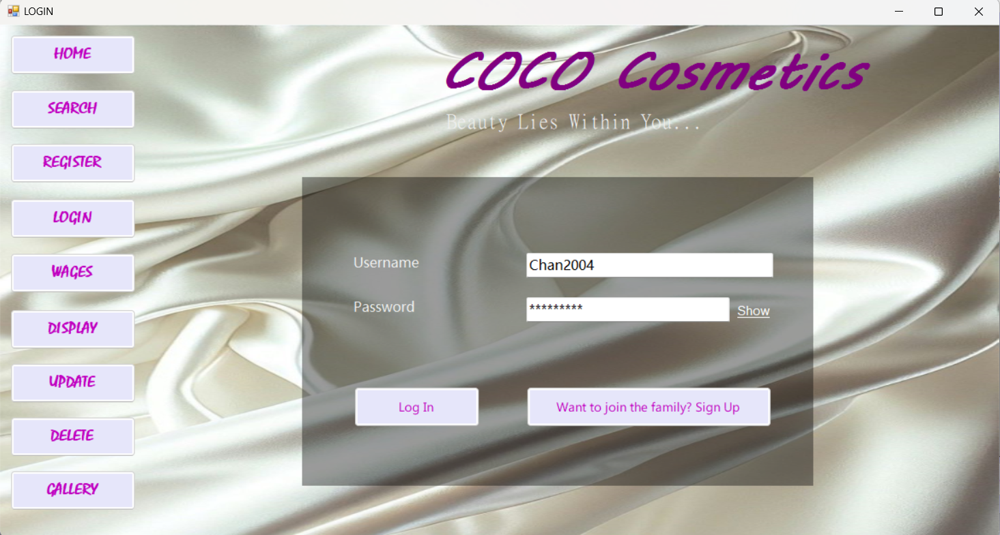 LOGIN
COCO Cosmetics
Beauty Lies Within You...
HOME
SEARCH
REGISTER
LOGIN
WAGES
DISPLAY
UPDATE
DELETE
GALLERY
Username Chan2004
Password ********* Show
Log In Want to join the family? Sign Up